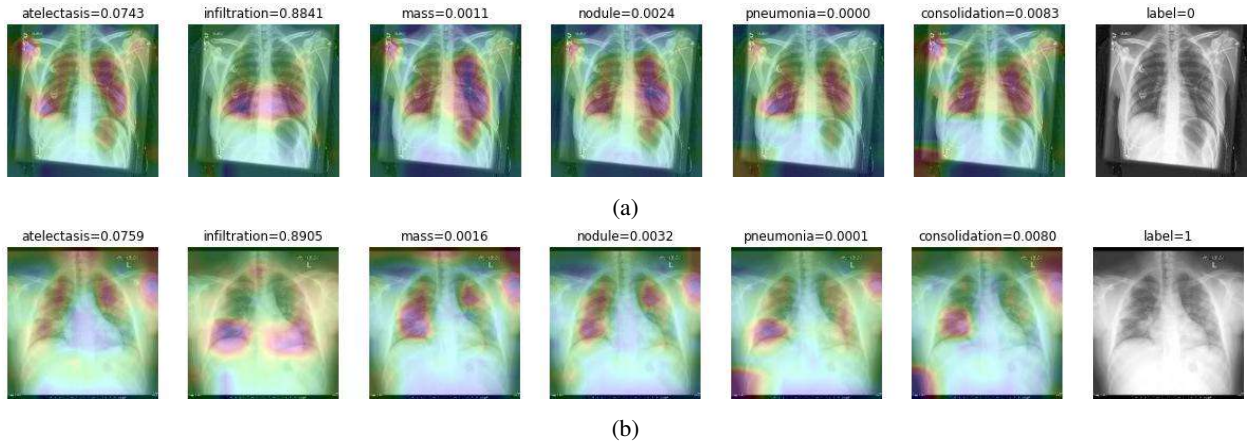 atelectasis=0.0743 infiltration=0.8841 mass=0.0011 nodule=0.0024 pneumonia=0.0000 consolidation=0.0083 label=0
(a)
atelectasis=0.0759 infiltration=0.8905 mass=0.0016 nodule=0.0032 pneumonia=0.0001 consolidation=0.0080 label=1
L L L L L L L
(b)